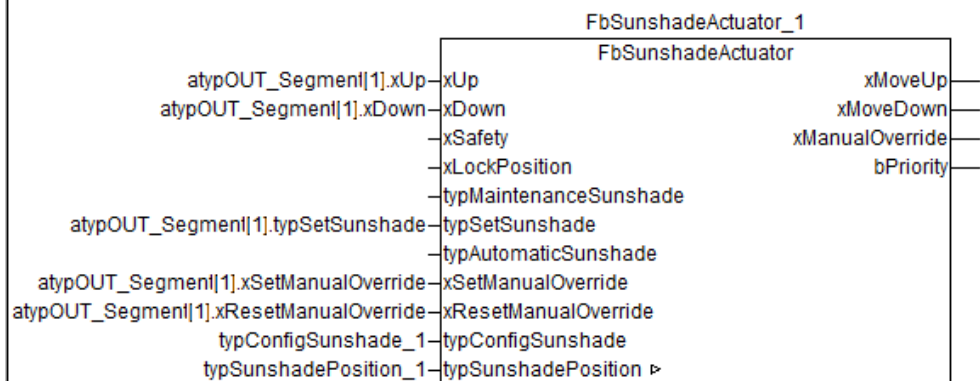 FbSunshadeActuator_1
FbSunshadeActuator
atypOUT_Segment[1].xUp xUp xMoveUp
atypOUT_Segment[1].xDown xDown xMoveDown
xSafety xManualOverride
xLockPosition bPriority
typMaintenanceSunshade
atypOUT_Segment[1].typSetSunshade typSetSunshade
typAutomaticSunshade
atypOUT_Segment[1].xSetManualOverride xSetManualOverride
atypOUT_Segment[1].xResetManualOverride xResetManualOverride
typConfigSunshade_1 typConfigSunshade
typSunshadePosition_1 typSunshadePosition ▹